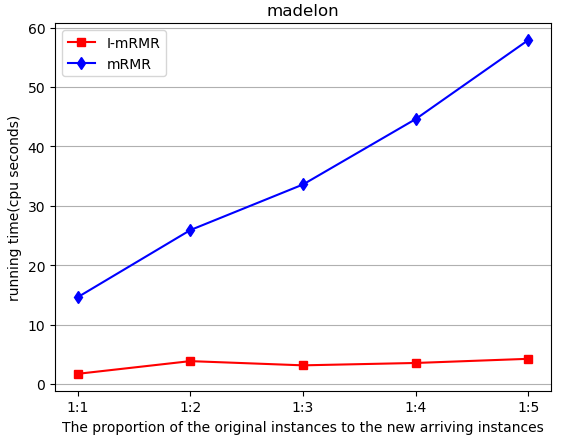 madelon
I-mRMR
mRMR
running time(cpu seconds)
60
50
40
30
20
10
0
1:1 1:2 1:3 1:4 1:5
The proportion of the original instances to the new arriving instances